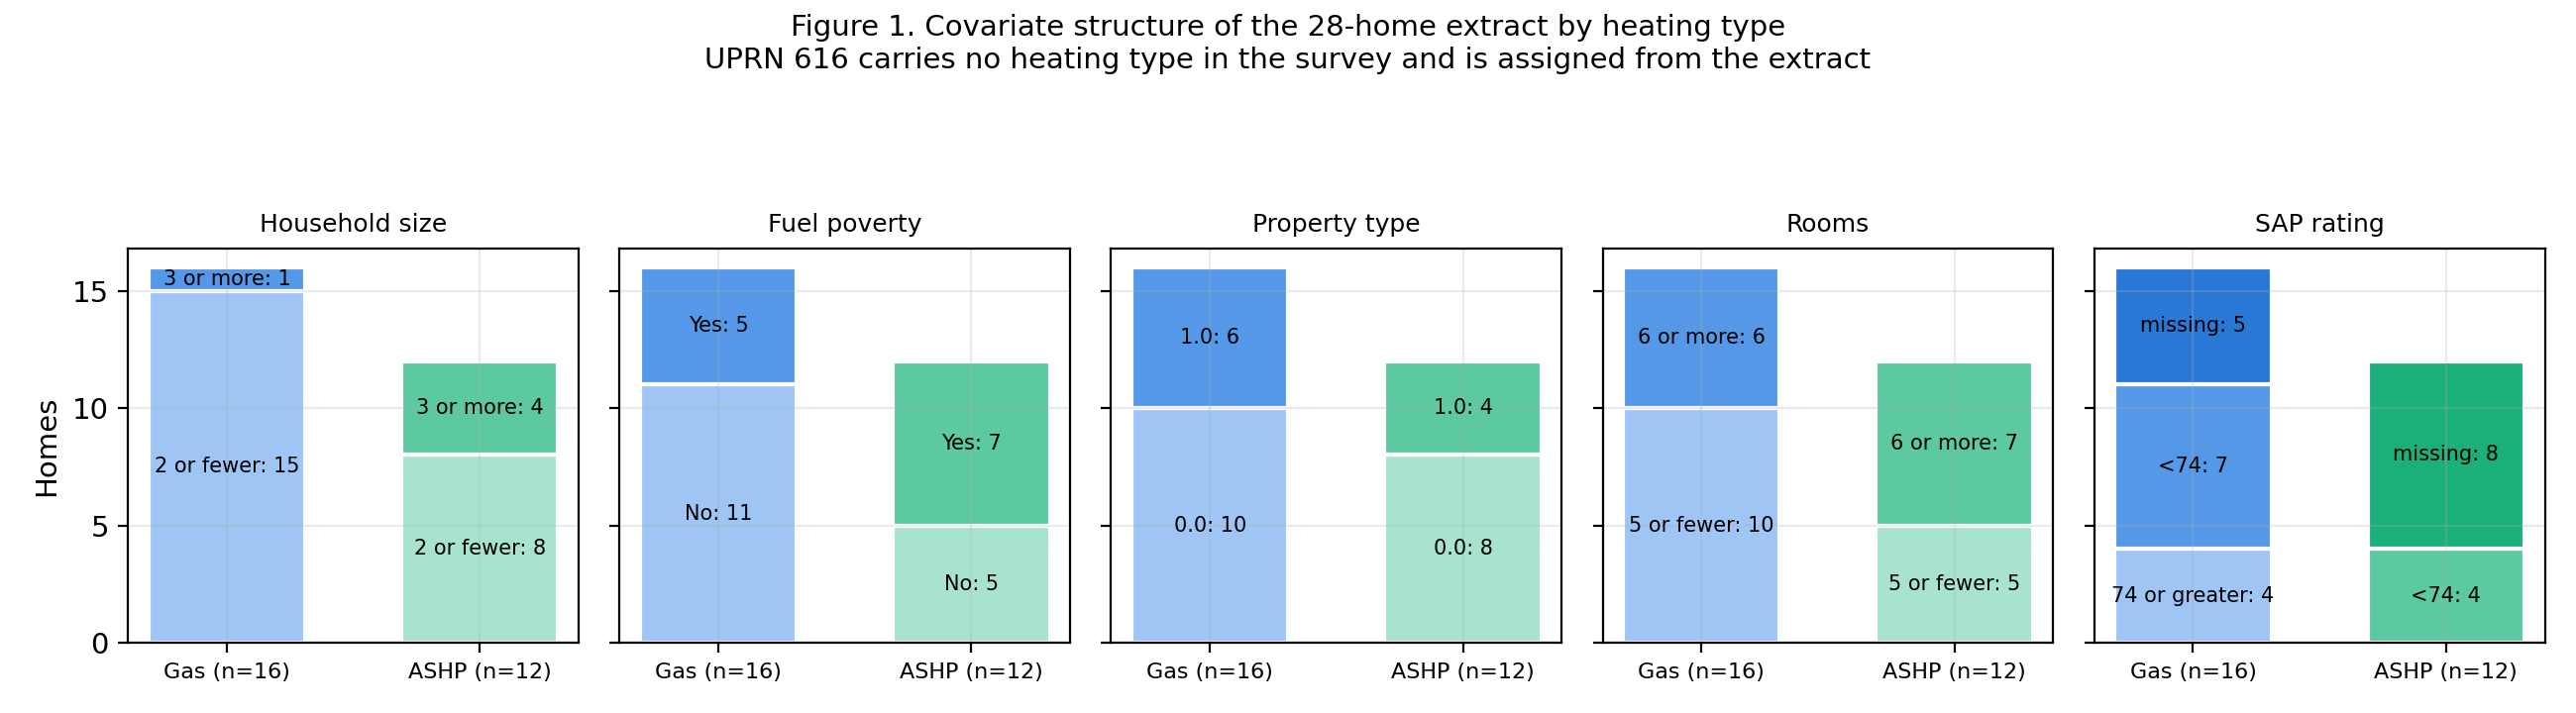 Figure 1. Covariate structure of the 28-home extract by heating type
UPRN 616 carries no heating type in the survey and is assigned from the extract
Household size
Homes
15
10
5
0
3 or more: 1
2 or fewer: 15
3 or more: 4
2 or fewer: 8
Gas (n=16)
ASHP (n=12)
Fuel poverty
Yes: 5
No: 11
Yes: 7
No: 5
Gas (n=16)
ASHP (n=12)
Property type
1.0: 6
0.0: 10
1.0: 4
0.0: 8
Gas (n=16)
ASHP (n=12)
Rooms
6 or more: 6
5 or fewer: 10
6 or more: 7
5 or fewer: 5
Gas (n=16)
ASHP (n=12)
SAP rating
missing: 5
<74: 7
74 or greater: 4
missing: 8
<74: 4
Gas (n=16)
ASHP (n=12)